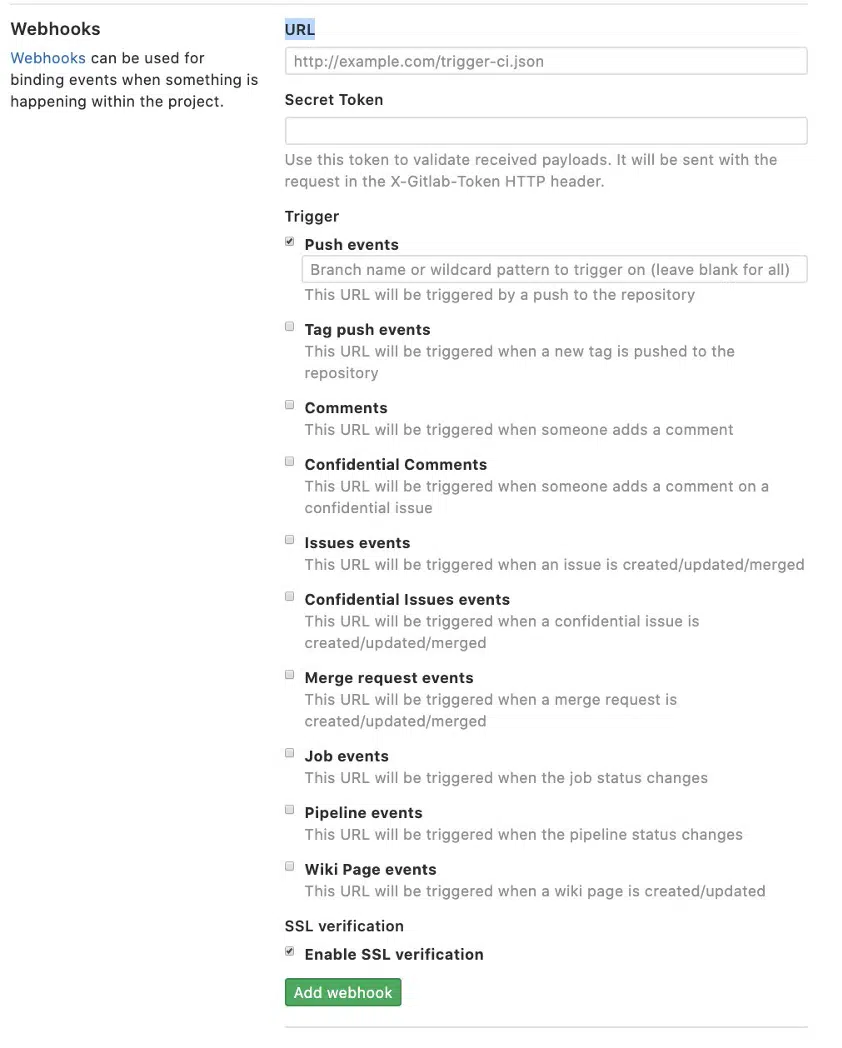 Webhooks
Webhooks can be used for
binding events when something is
happening within the project.
URL
http://example.com/trigger-ci.json
Secret Token
Use this token to validate received payloads. It will be sent with the
request in the X-Gitlab-Token HTTP header.
Trigger
Push events
Branch name or wildcard pattern to trigger on (leave blank for all)
This URL will be triggered by a push to the repository
Tag push events
This URL will be triggered when a new tag is pushed to the
repository
Comments
This URL will be triggered when someone adds a comment
Confidential Comments
This URL will be triggered when someone adds a comment on a
confidential issue
Issues events
This URL will be triggered when an issue is created/updated/merged
Confidential Issues events
This URL will be triggered when a confidential issue is
created/updated/merged
Merge request events
This URL will be triggered when a merge request is
created/updated/merged
Job events
This URL will be triggered when the job status changes
Pipeline events
This URL will be triggered when the pipeline status changes
Wiki Page events
This URL will be triggered when a wiki page is created/updated
SSL verification
Enable SSL verification
Add webhook